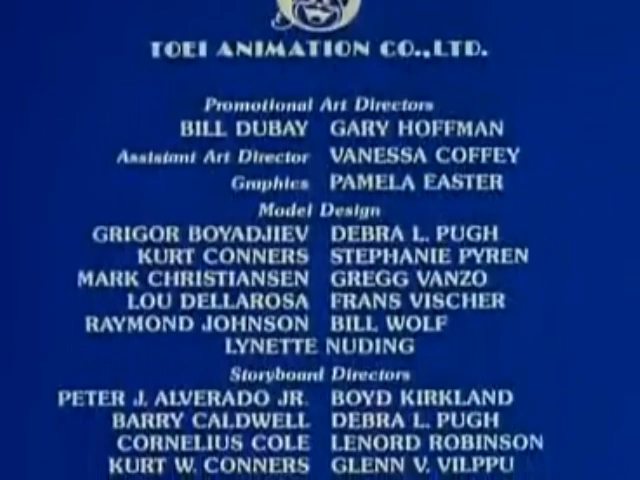 TOEI ANIMATION CO.,LTD.
Promotional Art Directors
BILL DUBAY GARY HOFFMAN
Assistant Art Director VANESSA COFFEY
Graphics PAMELA EASTER
Model Design
GRIGOR BOYADJIEV DEBRA L. PUGH
KURT CONNERS STEPHANIE PYREN
MARK CHRISTIANSEN GREGG VANZO
LOU DELLAROSA FRANS VISCHER
RAYMOND JOHNSON BILL WOLF
LYNETTE NUDING
Storyboard Directors
PETER J. ALVERADO JR. BOYD KIRKLAND
BARRY CALDWELL DEBRA L. PUGH
CORNELIUS COLE LENORD ROBINSON
KURT W. CONNERS GLENN V. VILPPU